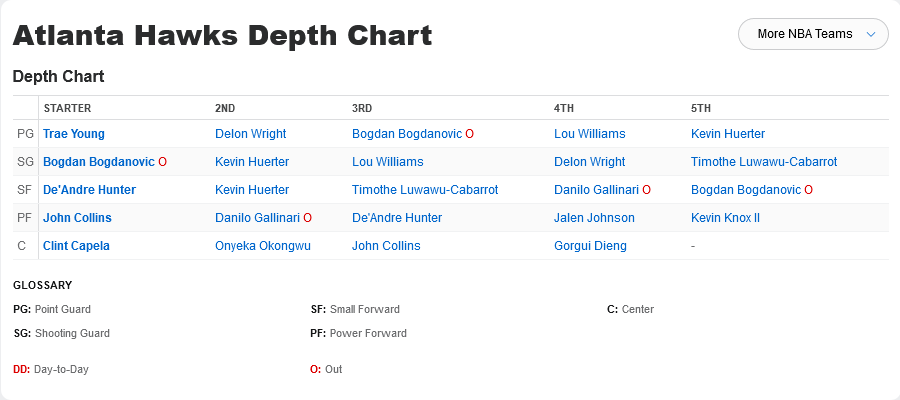 Atlanta Hawks Depth Chart
More NBA Teams
Depth Chart
STARTER 2ND 3RD 4TH 5TH
PG Trae Young Delon Wright Bogdan Bogdanovic O Lou Williams Kevin Huerter
SG Bogdan Bogdanovic O Kevin Huerter Lou Williams Delon Wright Timothe Luwawu-Cabarrot
SF De'Andre Hunter Kevin Huerter Timothe Luwawu-Cabarrot Danilo Gallinari O Bogdan Bogdanovic O
PF John Collins Danilo Gallinari O De'Andre Hunter Jalen Johnson Kevin Knox II
C Clint Capela Onyeka Okongwu John Collins Gorgui Dieng -
GLOSSARY
PG: Point Guard SF: Small Forward C: Center
SG: Shooting Guard PF: Power Forward
DD: Day-to-Day O: Out